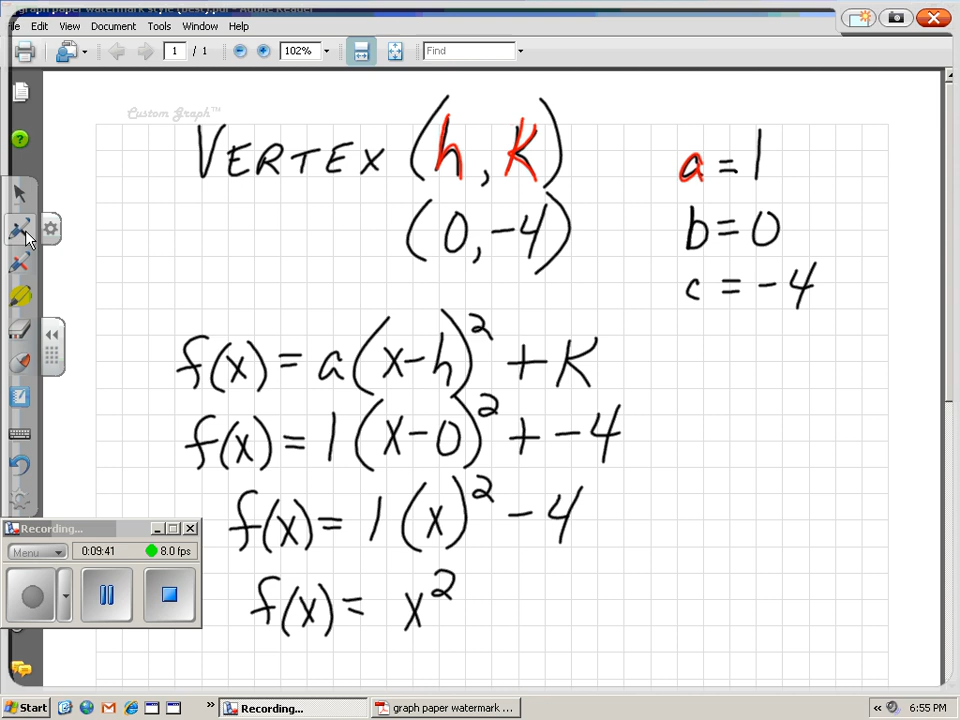 File Edit View Document Tools Window Help
1 / 1 102% Find
Custom Graph™
VERTEX (h, K)
(0, -4)
a = 1
b = 0
c = -4
f(x) = a(x-h)² + K
f(x) = 1(x-0)² + -4
f(x) = 1(x)² - 4
f(x) = x²
Recording...
Menu 0:09:41 8.0 fps
Start » Recording... graph paper watermark ... « 6:55 PM